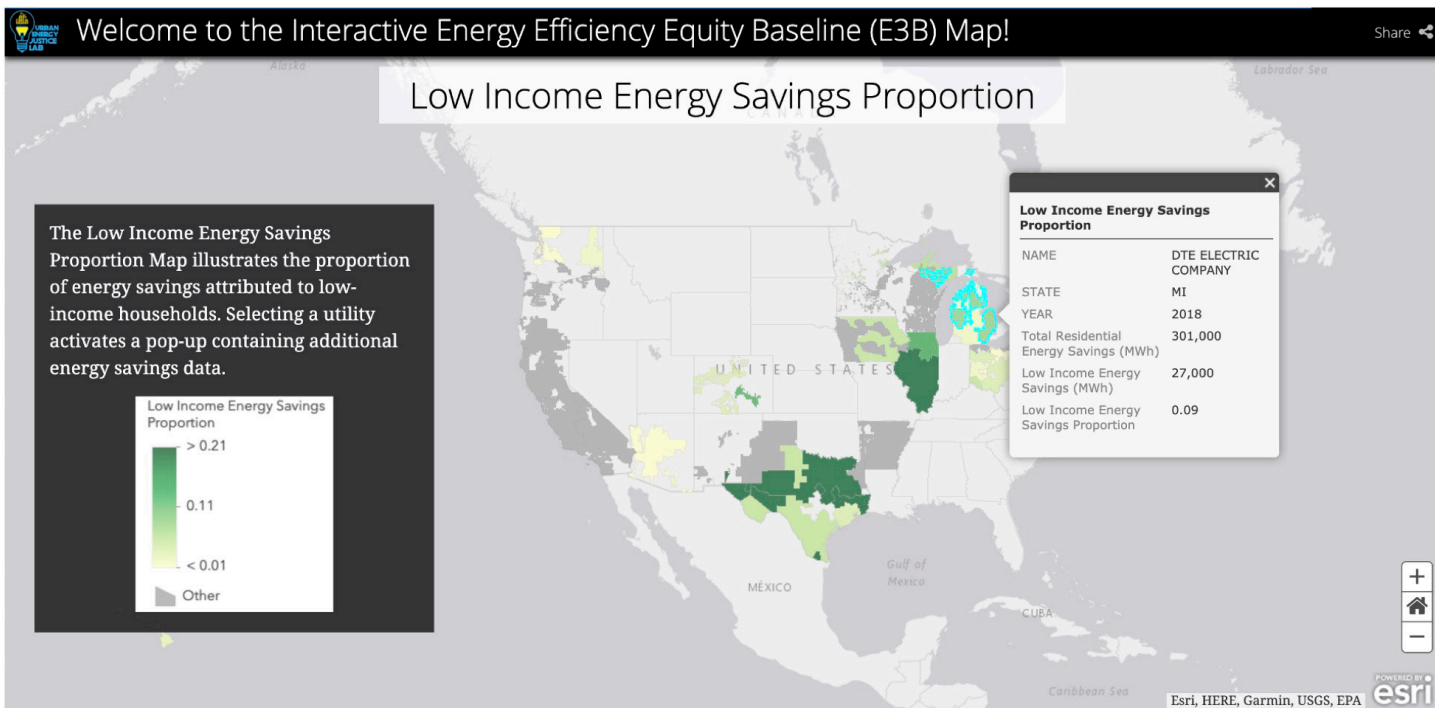 URBAN
ENERGY
JUSTICE
LAB
Welcome to the Interactive Energy Efficiency Equity Baseline (E3B) Map!
Share
Alaska
Labrador Sea
Low Income Energy Savings Proportion
CANADA
The Low Income Energy Savings
Proportion Map illustrates the proportion
of energy savings attributed to low-
income households. Selecting a utility
activates a pop-up containing additional
energy savings data.
Low Income Energy Savings
Proportion
> 0.21
0.11
< 0.01
Other
UNITED STATES
MÉXICO
Gulf of
Mexico
CUBA
Caribbean Sea
Low Income Energy Savings
Proportion
NAME DTE ELECTRIC
COMPANY
STATE MI
YEAR 2018
Total Residential 301,000
Energy Savings (MWh)
Low Income Energy 27,000
Savings (MWh)
Low Income Energy 0.09
Savings Proportion
+
−
Esri, HERE, Garmin, USGS, EPA
POWERED BY
esri